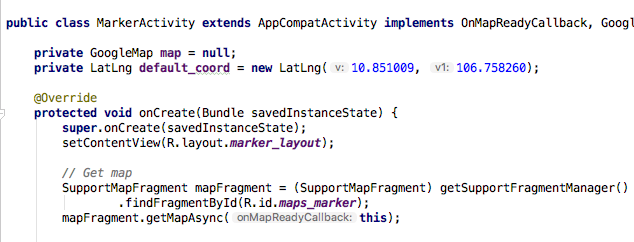 public class MarkerActivity extends AppCompatActivity implements OnMapReadyCallback, Googl
private GoogleMap map = null;
private LatLng default_coord = new LatLng( v: 10.851009, v1: 106.758260);
@Override
protected void onCreate(Bundle savedInstanceState) {
super.onCreate(savedInstanceState);
setContentView(R.layout.marker_layout);
// Get map
SupportMapFragment mapFragment = (SupportMapFragment) getSupportFragmentManager()
.findFragmentById(R.id.maps_marker);
mapFragment.getMapAsync( onMapReadyCallback: this);